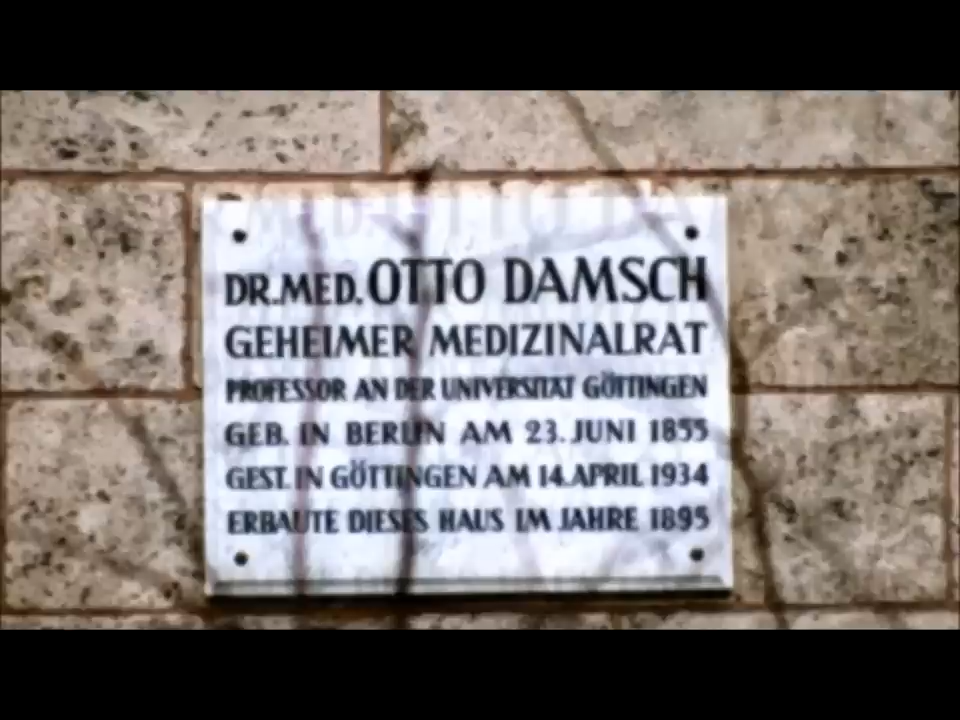 DR.MED. OTTO DAMSCH
GEHEIMER MEDIZINALRAT
PROFESSOR AN DER UNIVERSITÄT GÖTTINGEN
GEB. IN BERLIN AM 23. JUNI 1855
GEST. IN GÖTTINGEN AM 14. APRIL 1934
ERBAUTE DIESES HAUS IM JAHRE 1895